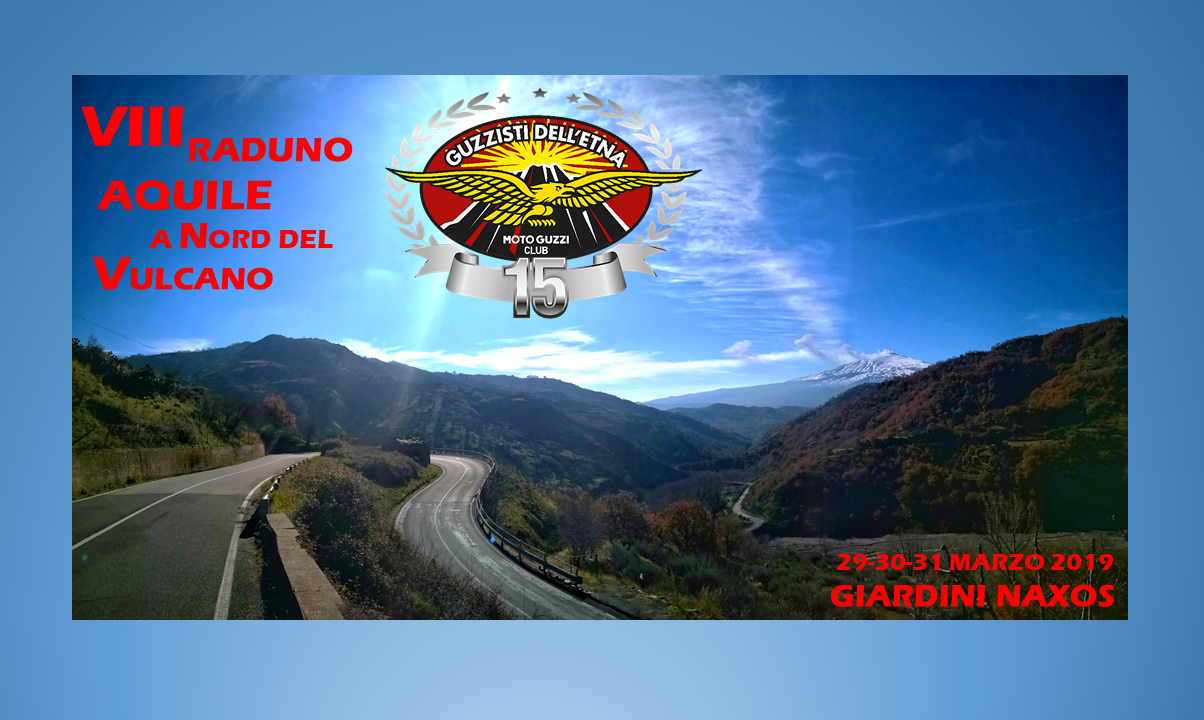 VIII RADUNO
AQUILE
A NORD DEL
VULCANO
GUZZISTI DELL'ETNA
MOTO GUZZI
CLUB
15
29-30-31 MARZO 2019
GIARDINI NAXOS